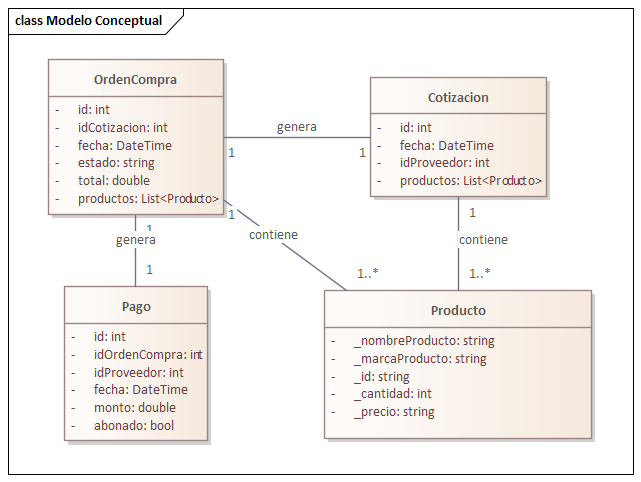 class Modelo Conceptual
OrdenCompra
- id: int
- idCotizacion: int
- fecha: DateTime
- estado: string
- total: double
- productos: List<Producto>
genera
1
1
Cotizacion
- id: int
- fecha: DateTime
- idProveedor: int
- productos: List<Producto>
1
contiene
1..*
1
genera
1
1
contiene
1..*
Pago
- id: int
- idOrdenCompra: int
- idProveedor: int
- fecha: DateTime
- monto: double
- abonado: bool
Producto
- _nombreProducto: string
- _marcaProducto: string
- _id: string
- _cantidad: int
- _precio: string